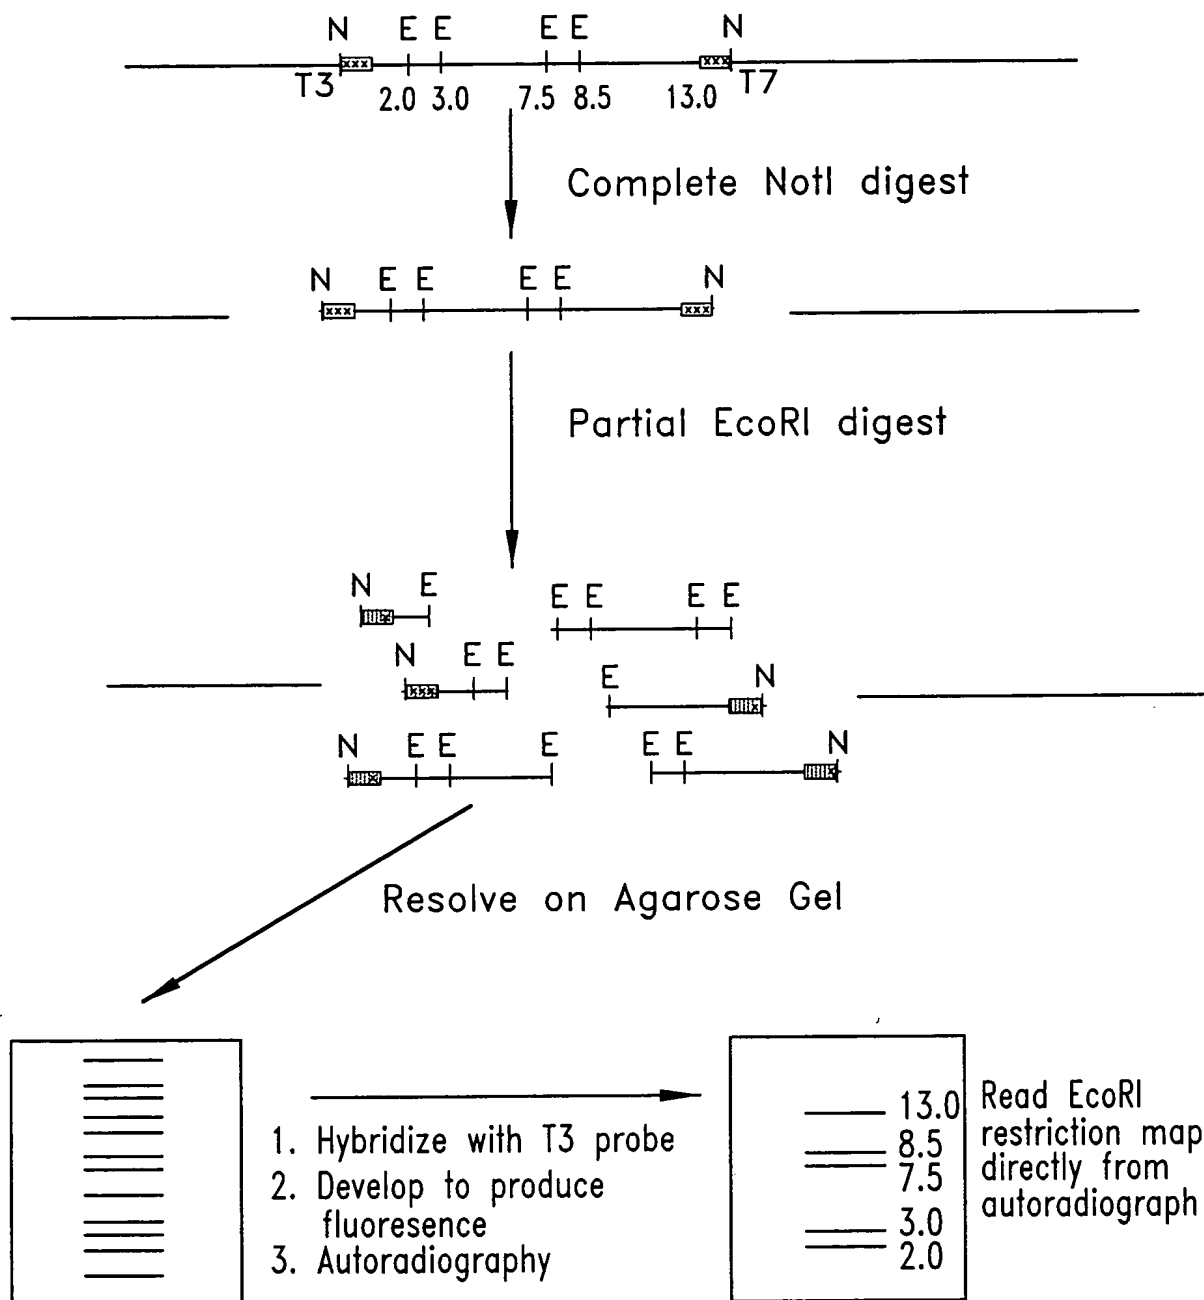 N E E E E N
T3 T7
2.0 3.0 7.5 8.5 13.0
Complete NotI digest
N E E E E N
Partial EcoRI digest
N E
E E E E
N E E
E N
N E E E
E E N
Resolve on Agarose Gel
1. Hybridize with T3 probe
2. Develop to produce
fluoresence
3. Autoradiography
13.0
8.5
7.5
3.0
2.0
Read EcoRI
restriction map
directly from
autoradiograph